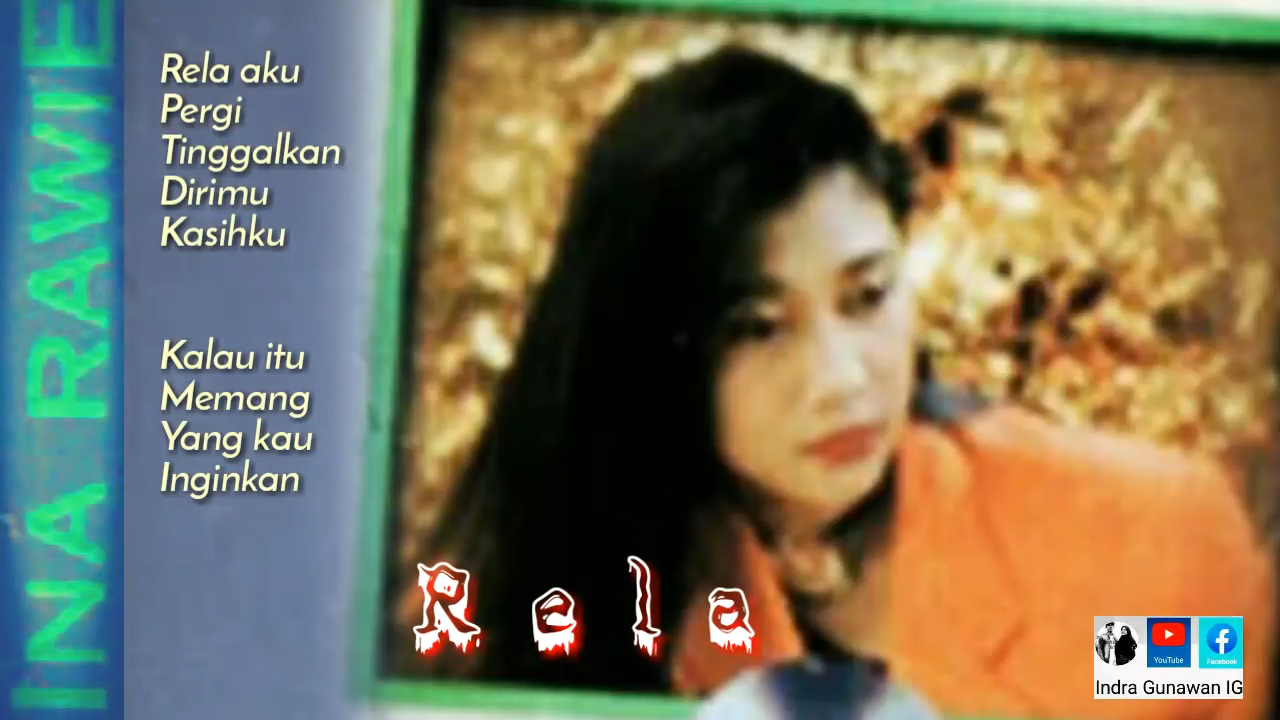 INA RAWIE
Rela aku
Pergi
Tinggalkan
Dirimu
Kasihku
Kalau itu
Memang
Yang kau
Inginkan
Rela
YouTube
Facebook
Indra Gunawan IG